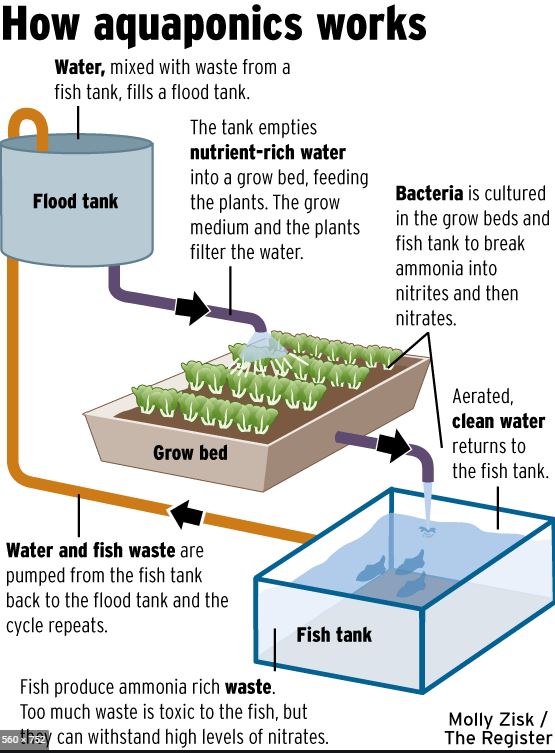 How aquaponics works
Water, mixed with waste from a
fish tank, fills a flood tank.
The tank empties
nutrient-rich water
into a grow bed, feeding
the plants. The grow
medium and the plants
filter the water.
Bacteria is cultured
in the grow beds and
fish tank to break
ammonia into
nitrites and then
nitrates.
Flood tank
Grow bed
Aerated,
clean water
returns to
the fish tank.
Water and fish waste are
pumped from the fish tank
back to the flood tank and the
cycle repeats.
Fish tank
Fish produce ammonia rich waste.
Too much waste is toxic to the fish, but
they can withstand high levels of nitrates.
Molly Zisk /
The Register
560 × 752